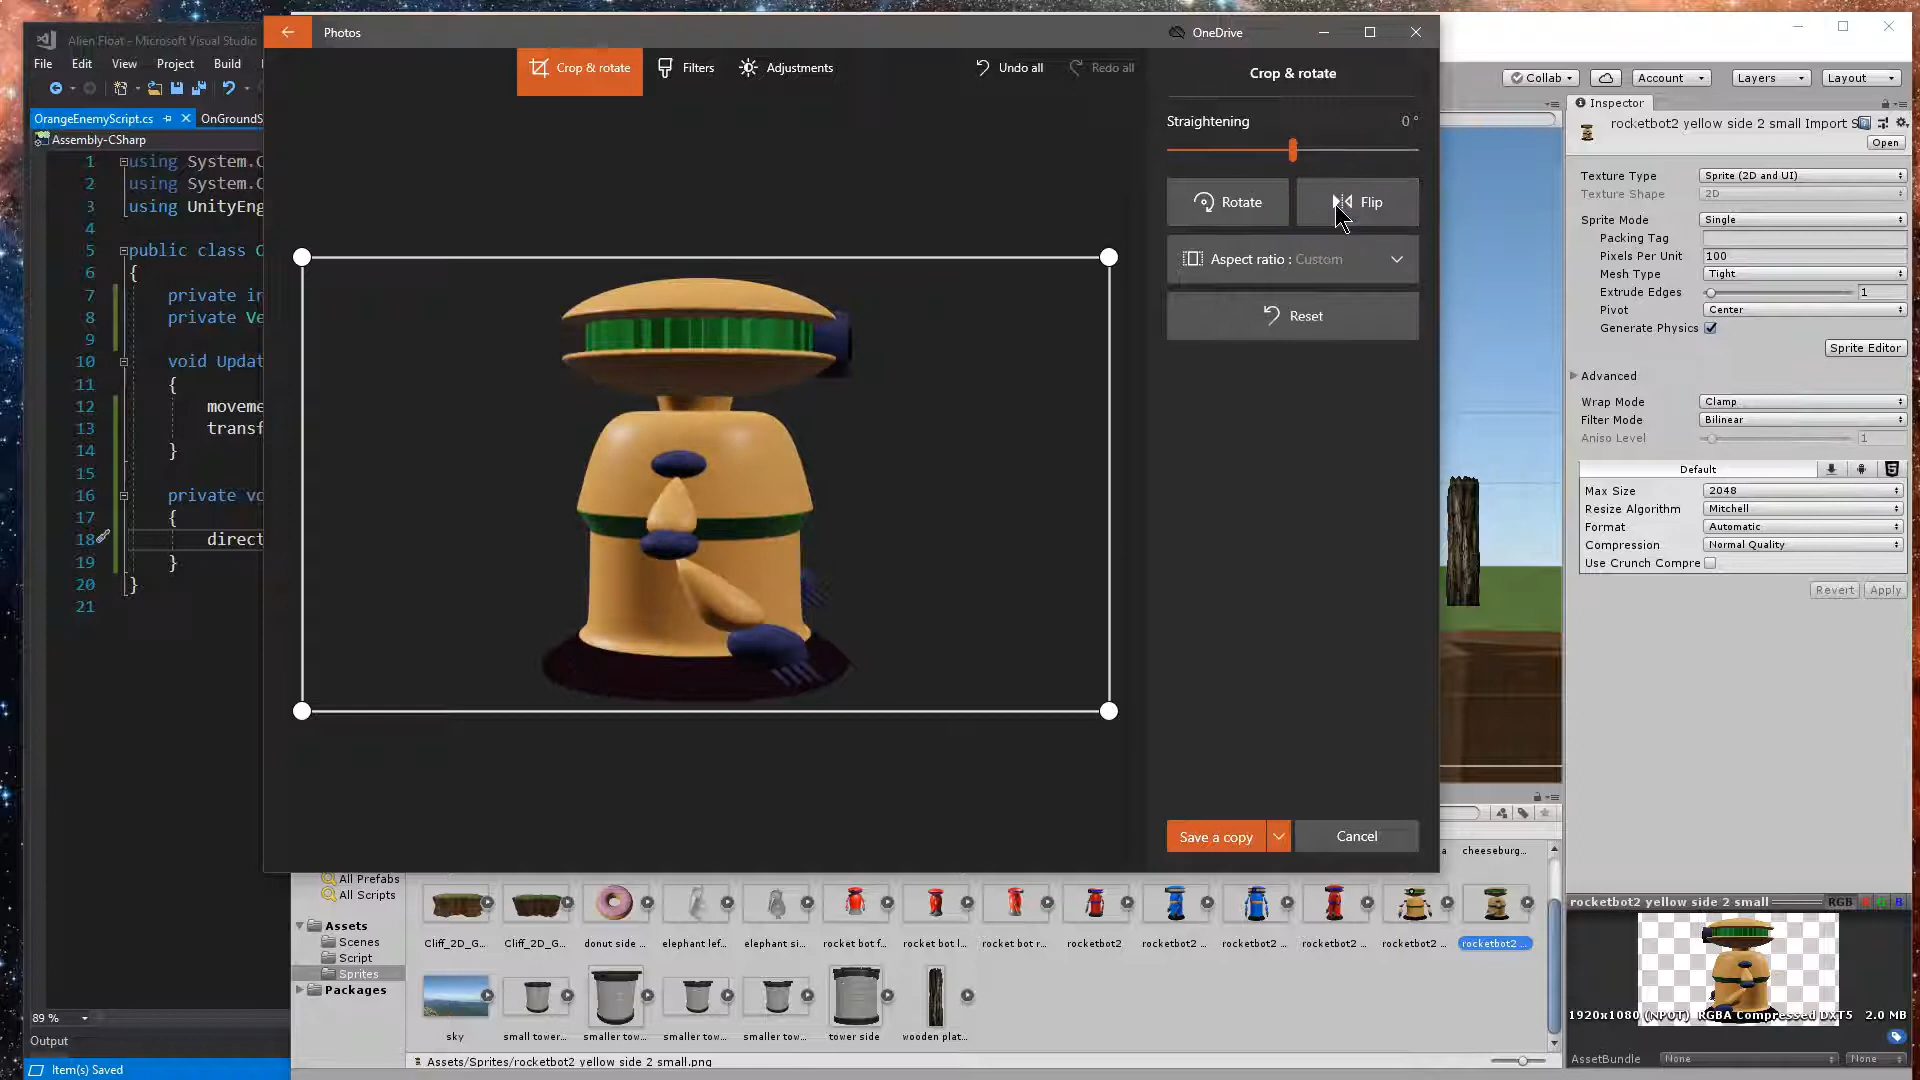 Alien Float - Microsoft Visual Studio
File Edit View Project Build
OrangeEnemyScript.cs
OnGroundS
Assembly-CSharp
1 using System.C
2 using System.C
3 using UnityEng
4
5 public class
6 {
7 private in
8 private Ve
9
10 void Updat
11 {
12 moveme
13 transf
14 }
15
16 private vo
17 {
18 direct
19 }
20 }
21
89 %
Output
Item(s) Saved
Photos
OneDrive
Crop & rotate
Filters
Adjustments
Undo all
Redo all
Crop & rotate
Straightening 0 °
Rotate
Flip
Aspect ratio : Custom
Reset
Save a copy
Cancel
Collab
Account
Layers
Layout
Inspector
rocketbot2 yellow side 2 small Import S
Open
Texture Type Sprite (2D and UI)
Texture Shape 2D
Sprite Mode Single
Packing Tag
Pixels Per Unit 100
Mesh Type Tight
Extrude Edges 1
Pivot Center
Generate Physics
Sprite Editor
Advanced
Wrap Mode Clamp
Filter Mode Bilinear
Aniso Level 1
Default
Max Size 2048
Resize Algorithm Mitchell
Format Automatic
Compression Normal Quality
Use Crunch Compre
Revert Apply
cheeseburg...
All Prefabs
All Scripts
Assets
Scenes
Script
Sprites
Packages
Cliff_2D_G... Cliff_2D_G... donut side ... elephant lef... elephant si... rocket bot f... rocket bot l... rocket bot r... rocketbot2 rocketbot2 ... rocketbot2 ... rocketbot2 ... rocketbot2 ... rocketbot2 ...
sky small tower... smaller tow... smaller tow... smaller tow... tower side wooden plat...
Assets/Sprites/rocketbot2 yellow side 2 small.png
rocketbot2 yellow side 2 small RGB R G B
1920x1080 (NPOT) RGBA Compressed DXT5 2.0 MB
AssetBundle None None